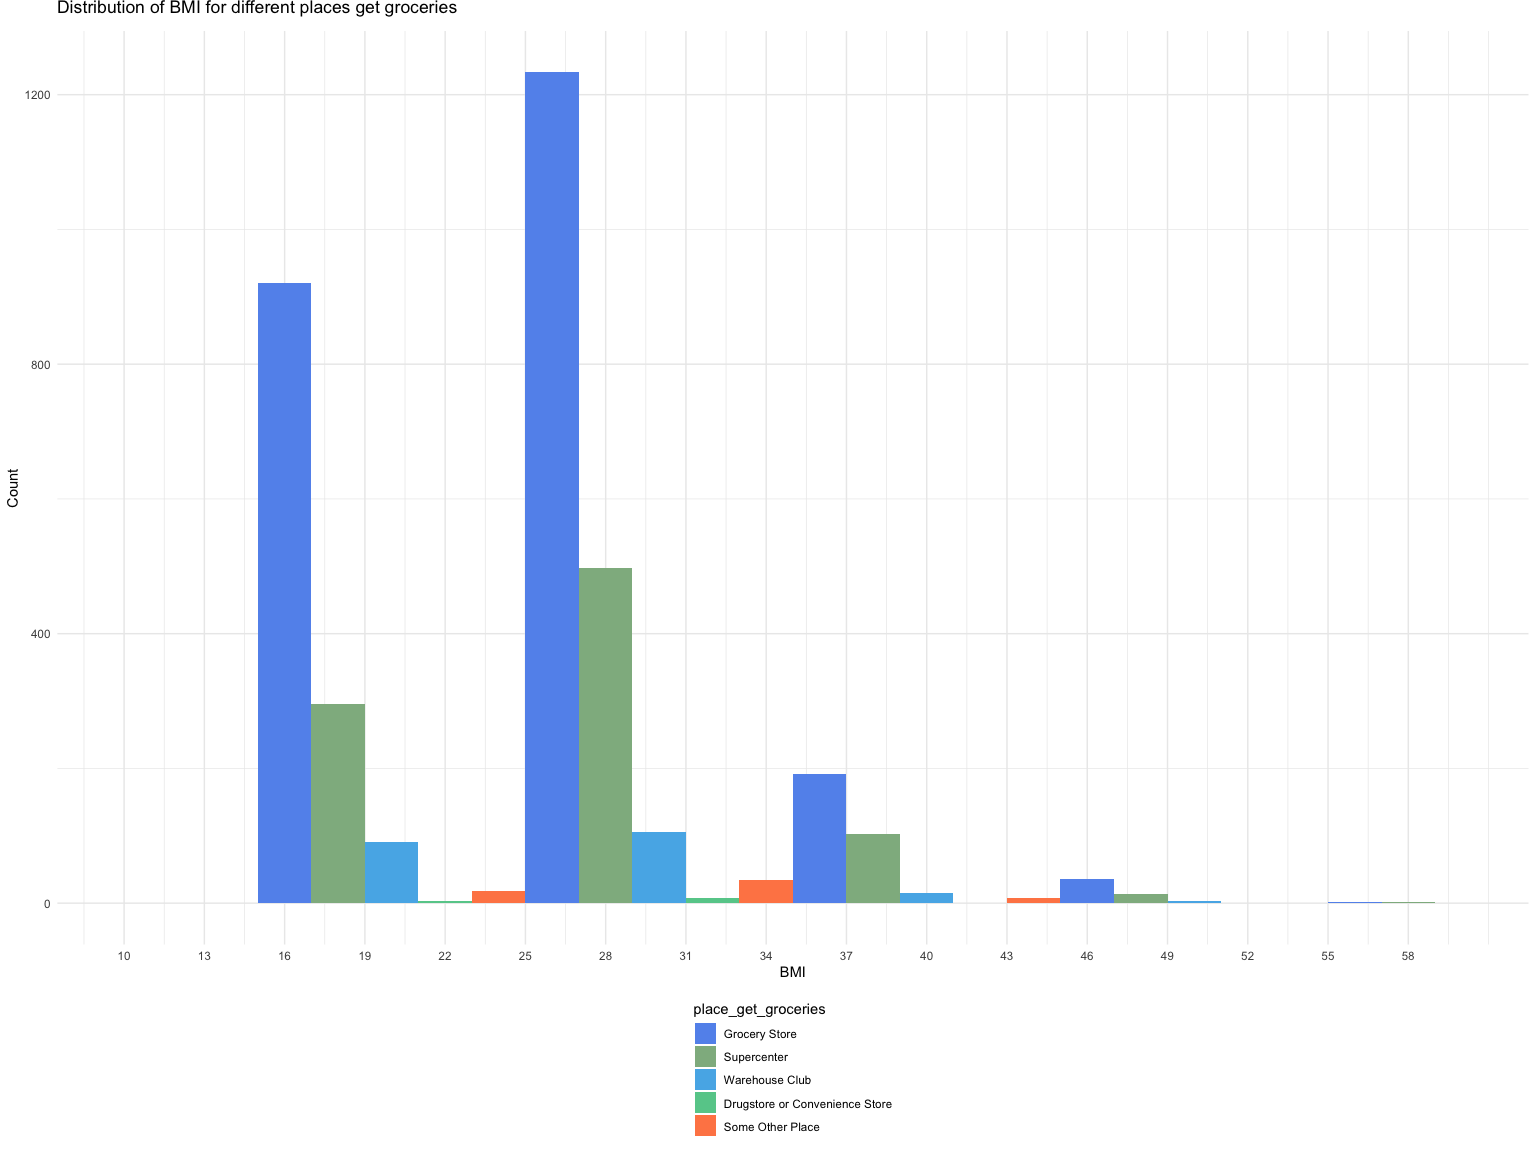 Distribution of BMI for different places get groceries
1200
800
400
0
Count
10 13 16 19 22 25 28 31 34 37 40 43 46 49 52 55 58
BMI
place_get_groceries
Grocery Store
Supercenter
Warehouse Club
Drugstore or Convenience Store
Some Other Place